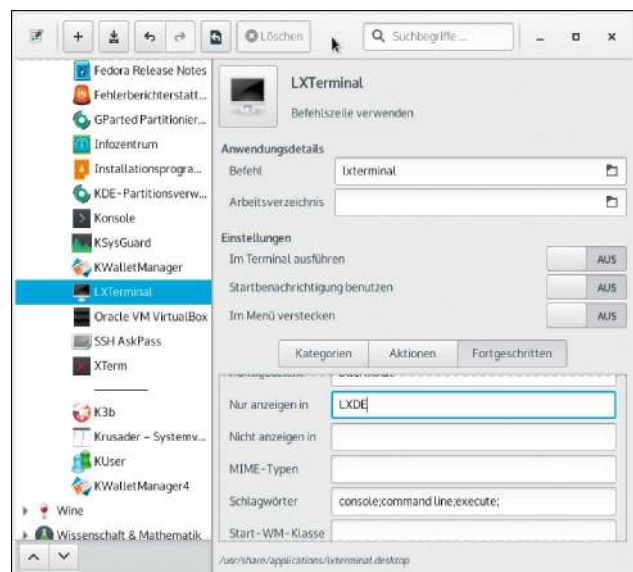 Löschen
Suchbegriffe ...
Fedora Release Notes
Fehlerberichterstatt...
GParted Partitionier...
Infozentrum
Installationsprogra...
KDE-Partitionsverw...
Konsole
KSysGuard
KWalletManager
LXTerminal
Oracle VM VirtualBox
SSH AskPass
XTerm
K3b
Krusader – Systemv...
KUser
KWalletManager4
Wine
Wissenschaft & Mathematik
LXTerminal
Befehlszeile verwenden
Anwendungsdetails
Befehl lxterminal
Arbeitsverzeichnis
Einstellungen
Im Terminal ausführen AUS
Startbenachrichtigung benutzen AUS
Im Menü verstecken AUS
Kategorien Aktionen Fortgeschritten
Nur anzeigen in LXDE
Nicht anzeigen in
MIME-Typen
Schlagwörter console;command line;execute;
Start-WM-Klasse
/usr/share/applications/lxterminal.desktop